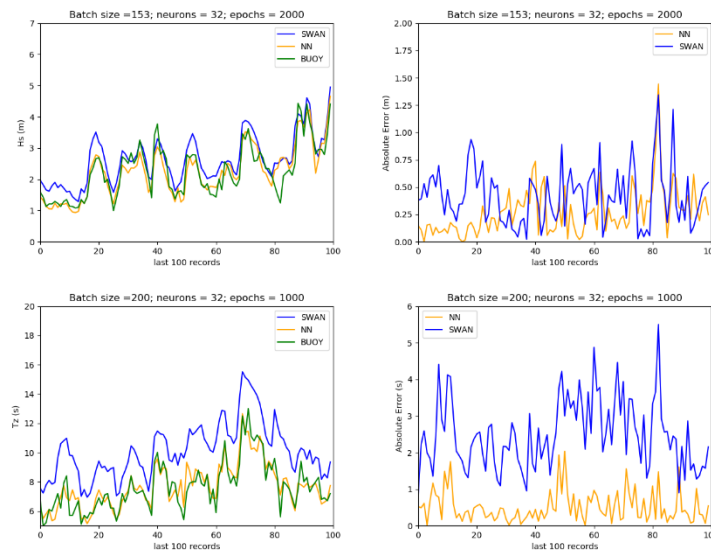 Batch size =153; neurons = 32; epochs = 2000
SWAN
NN
BUOY
Hs (m)
7
6
5
4
3
2
1
0
0 20 40 60 80 100
last 100 records
Batch size =153; neurons = 32; epochs = 2000
NN
SWAN
Absolute Error (m)
2.00
1.75
1.50
1.25
1.00
0.75
0.50
0.25
0.00
0 20 40 60 80 100
last 100 records
Batch size =200; neurons = 32; epochs = 1000
SWAN
NN
BUOY
Tz (s)
20
18
16
14
12
10
8
6
0 20 40 60 80 100
last 100 records
Batch size =200; neurons = 32; epochs = 1000
NN
SWAN
Absolute Error (s)
6
5
4
3
2
1
0
0 20 40 60 80 100
last 100 records